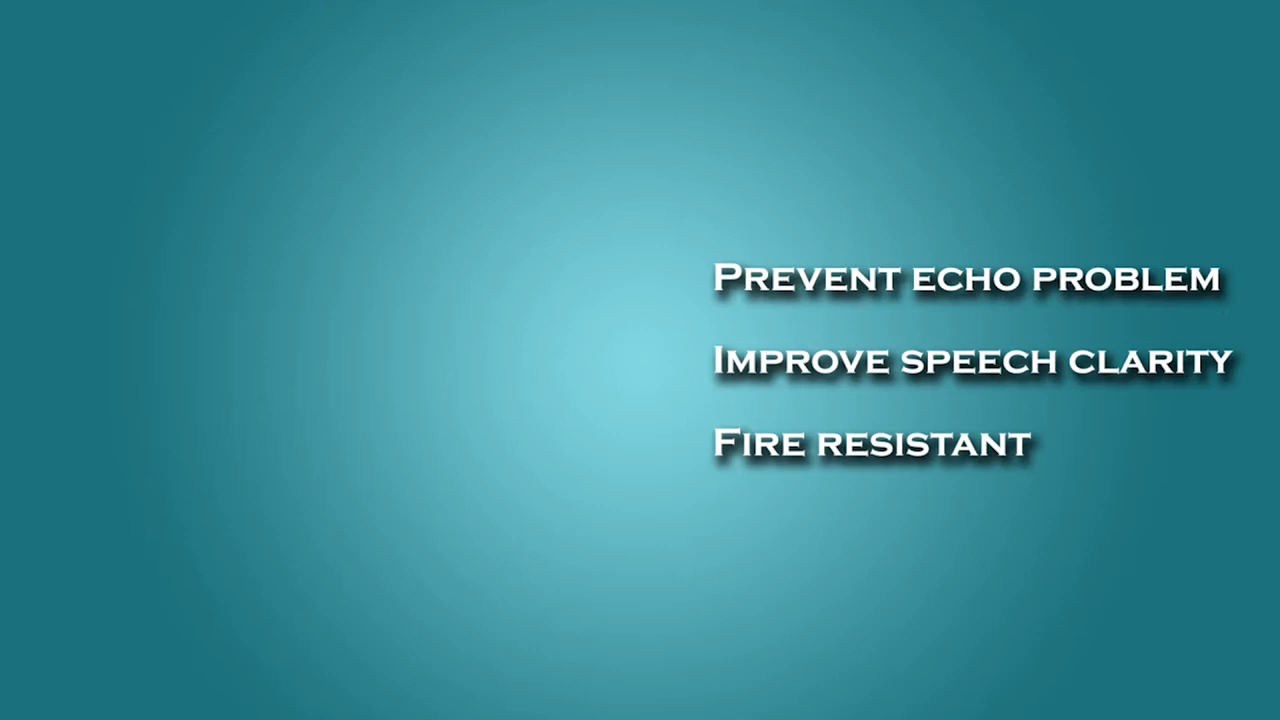 Prevent echo problem
Improve speech clarity
Fire resistant